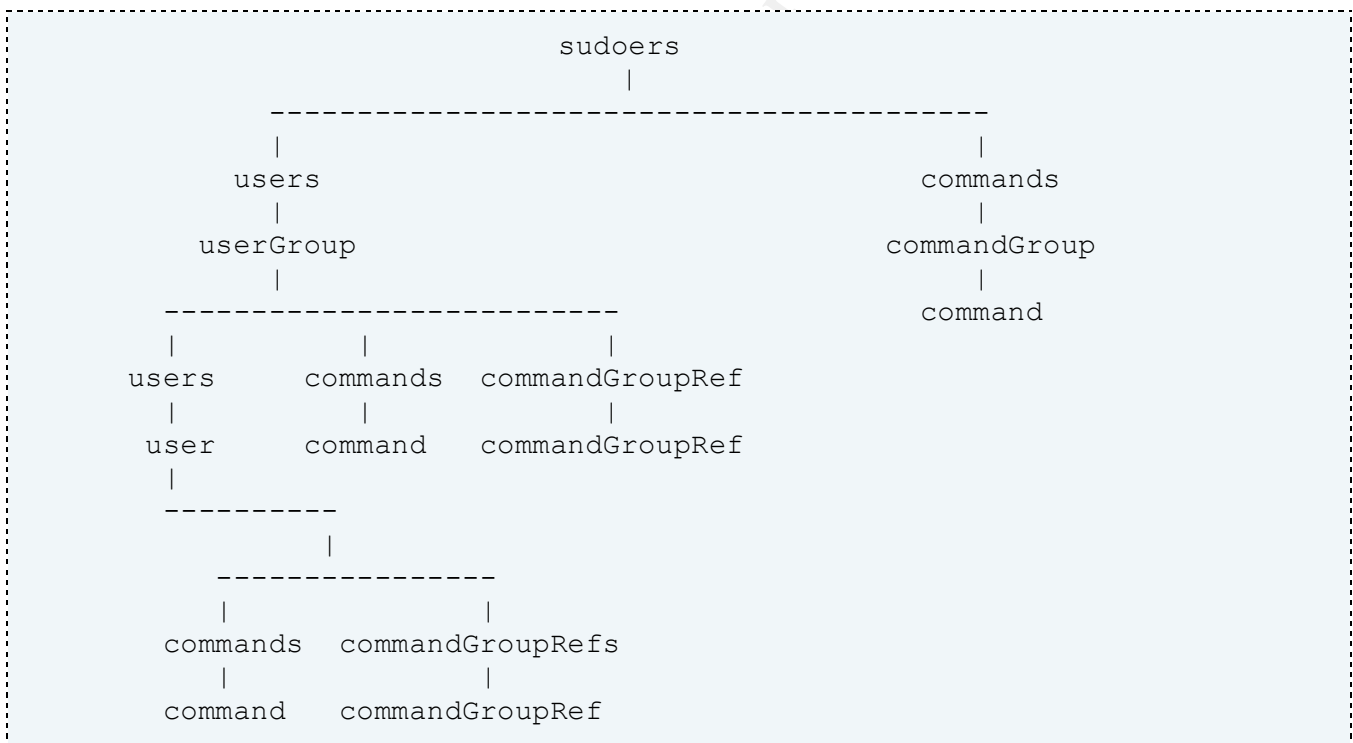 sudoers
|
-----------------------------------------
| |
users commands
| |
userGroup commandGroup
| |
-------------------------- command
| | |
users commands commandGroupRef
| | |
user command commandGroupRef
|
----------
|
----------------
| |
commands commandGroupRefs
| |
command commandGroupRef